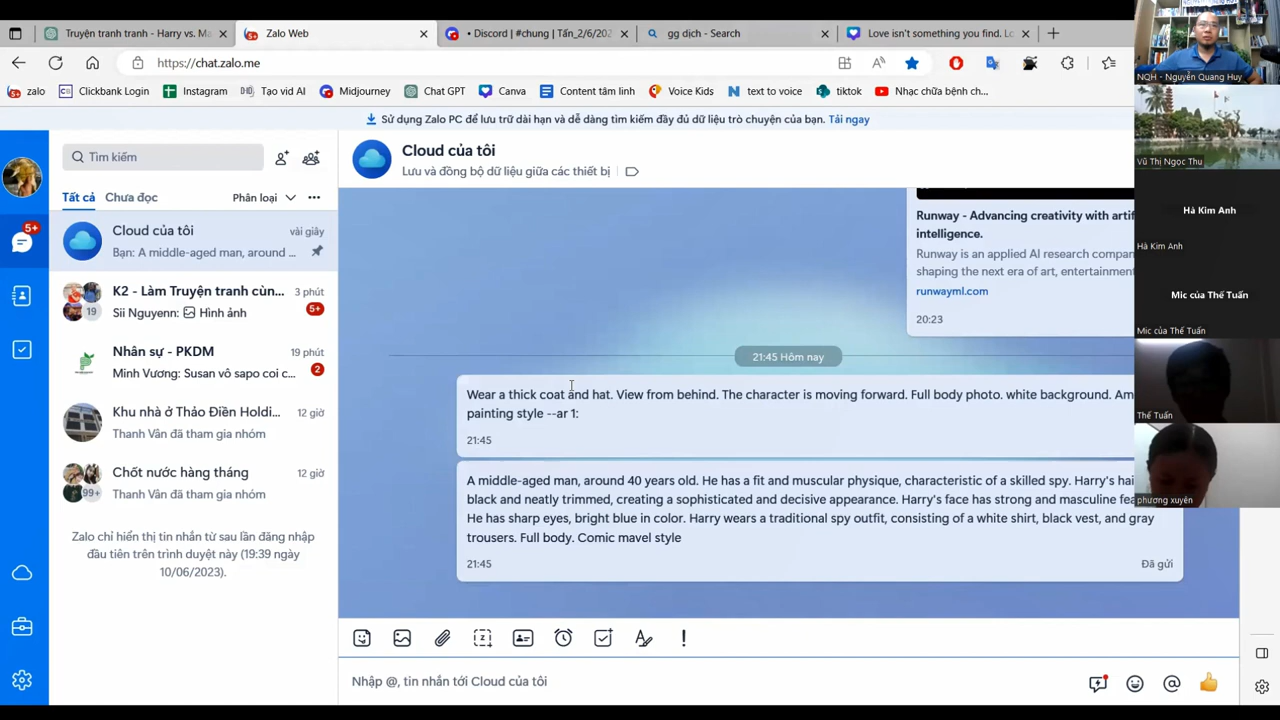 Truyện tranh tranh - Harry vs. Ma
Zalo Web
• Discord | #chung | Tấn_2/6/202
gg dịch - Search
Love isn't something you find. Lo
https://chat.zalo.me
zalo
Clickbank Login
Instagram
Tạo vid AI
Midjourney
Chat GPT
Canva
Content tâm linh
Voice Kids
text to voice
tiktok
Nhạc chữa bệnh ch...
Sử dụng Zalo PC để lưu trữ dài hạn và dễ dàng tìm kiếm đầy đủ dữ liệu trò chuyện của bạn. Tải ngay
Tìm kiếm
Tất cả
Chưa đọc
Phân loại
5+
Cloud của tôi
vài giây
Bạn: A middle-aged man, around ...
K2 - Làm Truyện tranh cùn...
3 phút
19
Sii Nguyenn: Hình ảnh
5+
Nhân sự - PKDM
19 phút
Minh Vương: Susan vô sapo coi c...
2
Khu nhà ở Thảo Điền Holdi...
12 giờ
Thanh Vân đã tham gia nhóm
Chốt nước hàng tháng
12 giờ
99+
Thanh Vân đã tham gia nhóm
Zalo chỉ hiển thị tin nhắn từ sau lần đăng nhập
đầu tiên trên trình duyệt này (19:39 ngày
10/06/2023).
Cloud của tôi
Lưu và đồng bộ dữ liệu giữa các thiết bị
Runway - Advancing creativity with artif
intelligence.
Runway is an applied AI research compan
shaping the next era of art, entertainment
runwayml.com
20:23
21:45 Hôm nay
Wear a thick coat and hat. View from behind. The character is moving forward. Full body photo. white background. Am
painting style --ar 1:
21:45
A middle-aged man, around 40 years old. He has a fit and muscular physique, characteristic of a skilled spy. Harry's hai
black and neatly trimmed, creating a sophisticated and decisive appearance. Harry's face has strong and masculine fea
He has sharp eyes, bright blue in color. Harry wears a traditional spy outfit, consisting of a white shirt, black vest, and gray
trousers. Full body. Comic mavel style
21:45
Đã gửi
Nhập @, tin nhắn tới Cloud của tôi
NQH - Nguyễn Quang Huy
Vũ Thị Ngọc Thu
Hà Kim Anh
Hà Kim Anh
Mic của Thế Tuấn
Mic của Thế Tuấn
Thế Tuấn
phương xuyên